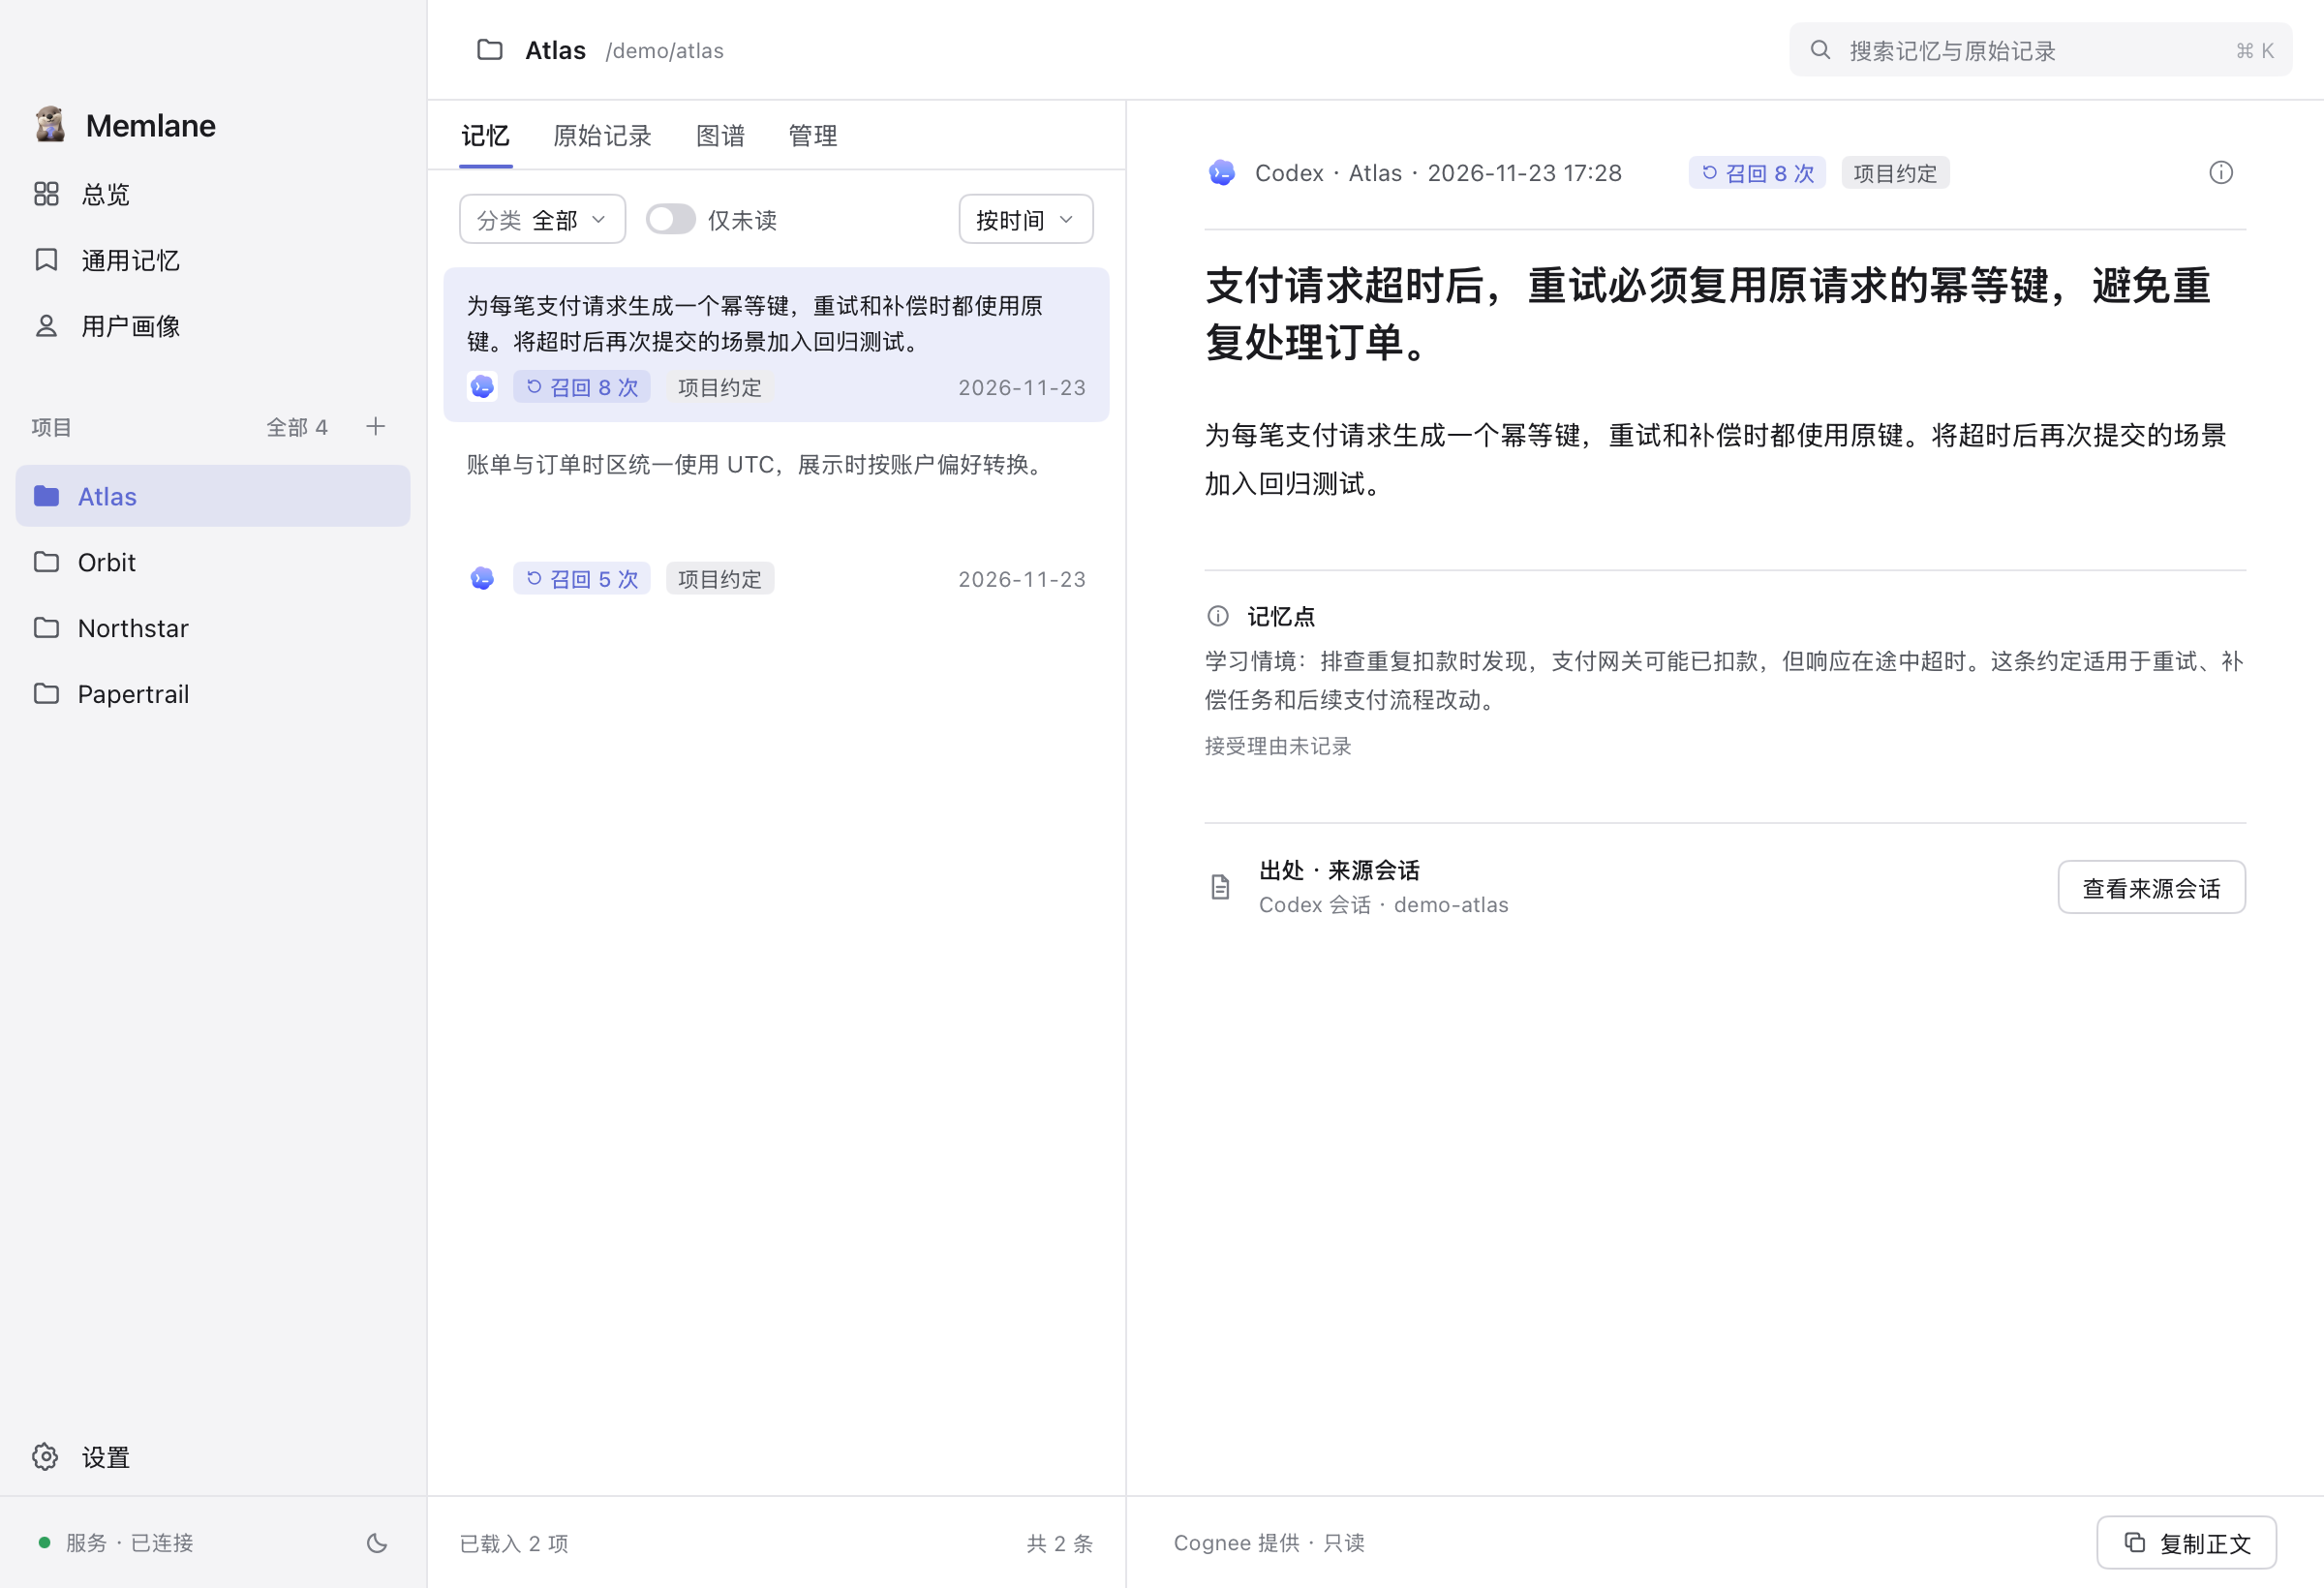 Memlane
总览
通用记忆
用户画像
项目 全部 4
Atlas
Orbit
Northstar
Papertrail
设置
服务 · 已连接
Atlas /demo/atlas
搜索记忆与原始记录 ⌘ K
记忆 原始记录 图谱 管理
分类 全部 仅未读 按时间
为每笔支付请求生成一个幂等键，重试和补偿时都使用原
键。将超时后再次提交的场景加入回归测试。
召回 8 次 项目约定 2026-11-23
账单与订单时区统一使用 UTC，展示时按账户偏好转换。
召回 5 次 项目约定 2026-11-23
已载入 2 项 共 2 条
Codex · Atlas · 2026-11-23 17:28 召回 8 次 项目约定
支付请求超时后，重试必须复用原请求的幂等键，避免重
复处理订单。
为每笔支付请求生成一个幂等键，重试和补偿时都使用原键。将超时后再次提交的场景
加入回归测试。
记忆点
学习情境：排查重复扣款时发现，支付网关可能已扣款，但响应在途中超时。这条约定适用于重试、补
偿任务和后续支付流程改动。
接受理由未记录
出处 · 来源会话
Codex 会话 · demo-atlas
查看来源会话
Cognee 提供 · 只读
复制正文